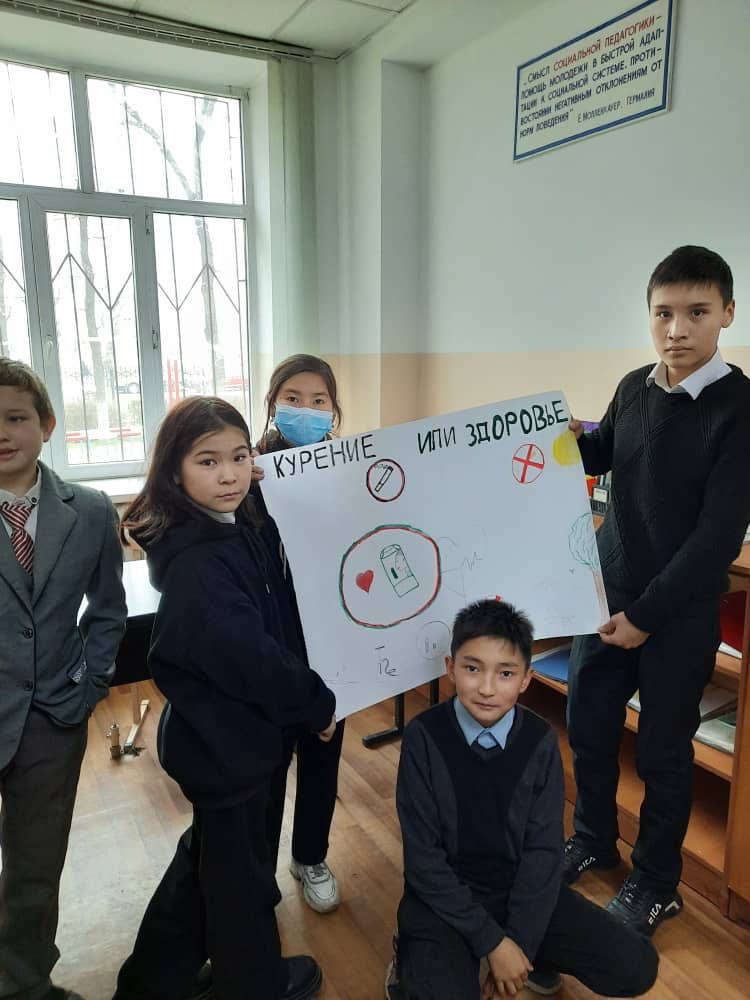 „СМЫСЛ СОЦИАЛЬНОЙ ПЕДАГОГИКИ -
ПОМОЩЬ МОЛОДЕЖИ В БЫСТРОЙ АДАП-
ТАЦИИ К СОЦИАЛЬНОЙ СИСТЕМЕ, ПРОТИ-
ВОСТОЯНИИ НЕГАТИВНЫМ ОТКЛОНЕНИЯМ ОТ
НОРМ ПОВЕДЕНИЯ"
Е. МОЛЛЕНХАУЕР. ГЕРМАНИЯ
КУРЕНИЕ ИЛИ ЗДОРОВЬЕ